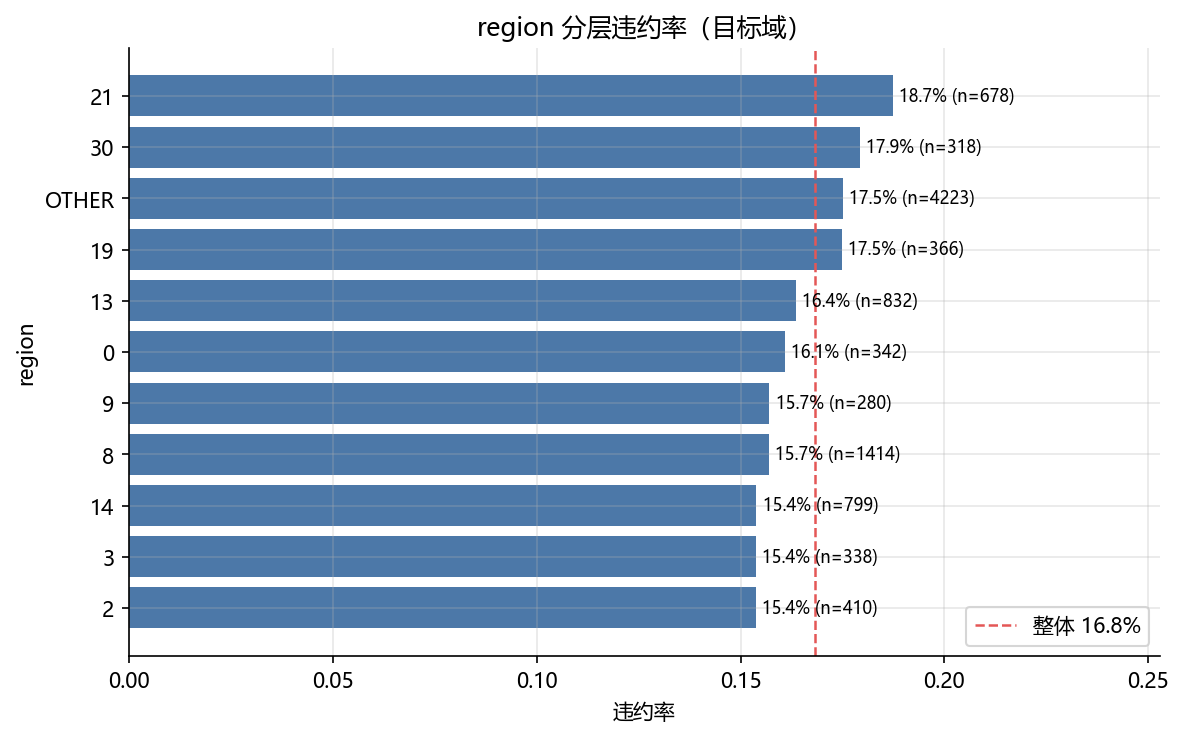 region 分层违约率（目标域）
region
21
18.7% (n=678)
30
17.9% (n=318)
OTHER
17.5% (n=4223)
19
17.5% (n=366)
13
16.4% (n=832)
0
16.1% (n=342)
9
15.7% (n=280)
8
15.7% (n=1414)
14
15.4% (n=799)
3
15.4% (n=338)
2
15.4% (n=410)
整体 16.8%
0.00 0.05 0.10 0.15 0.20 0.25
违约率